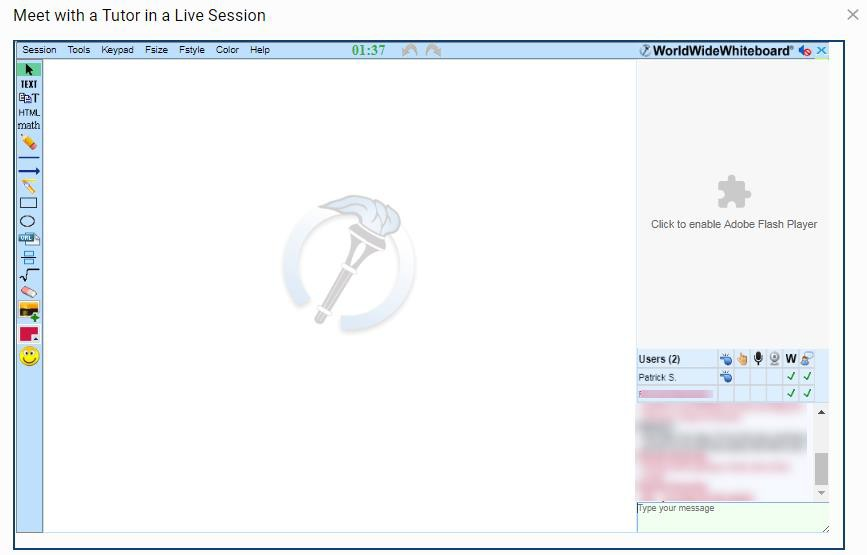 Meet with a Tutor in a Live Session
Session Tools Keypad Fsize Fstyle Color Help 01:37 WorldWideWhiteboard®
TEXT
T
HTML
math
URL
Click to enable Adobe Flash Player
Users (2) W
Patrick S.
Type your message